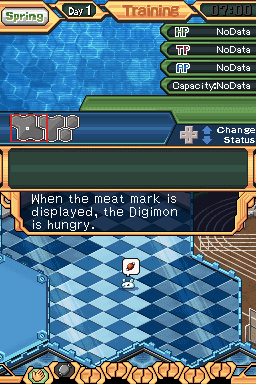 Spring
Day 1
Training
07:00
HP NoData
TP NoData
AP NoData
Capacity:NoData
Change
Status
When the meat mark is
displayed, the Digimon
is hungry.